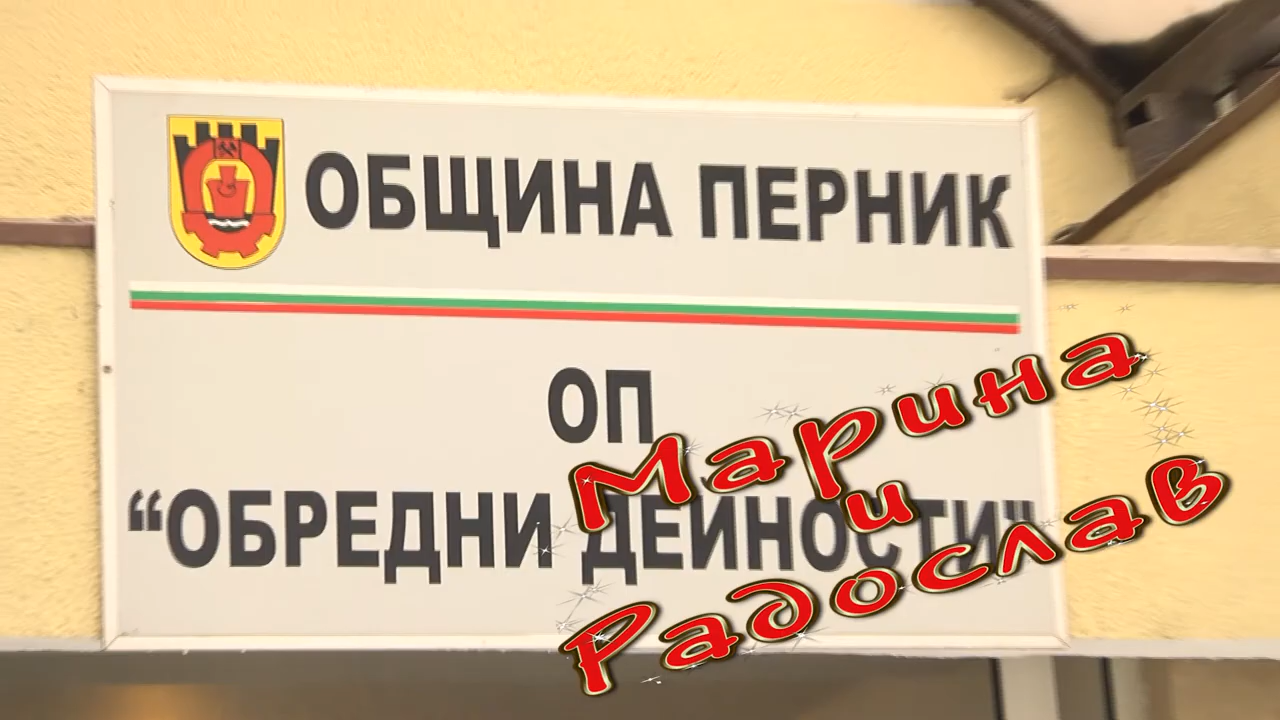 ОБЩИНА ПЕРНИК
ОП
“ОБРЕДНИ ДЕЙНОСТИ”
Марина
и
Радослав